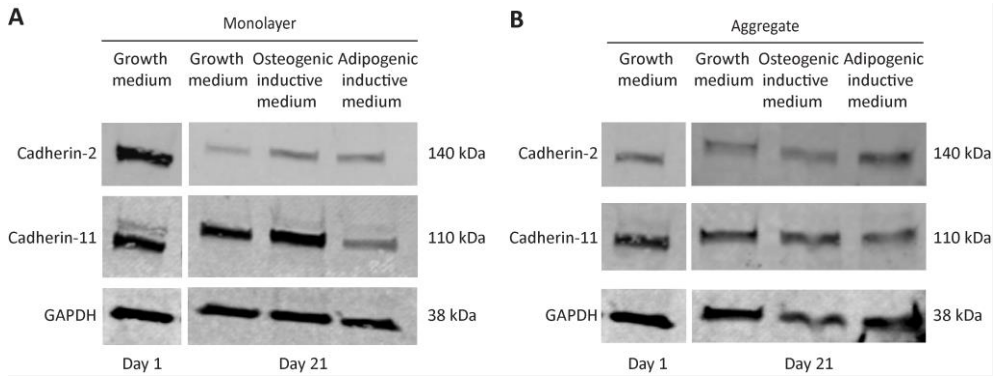 A
Monolayer
Growth medium
Growth medium
Osteogenic inductive medium
Adipogenic inductive medium
Cadherin-2
140 kDa
Cadherin-11
110 kDa
GAPDH
38 kDa
Day 1
Day 21
B
Aggregate
Growth medium
Growth medium
Osteogenic inductive medium
Adipogenic inductive medium
Cadherin-2
140 kDa
Cadherin-11
110 kDa
GAPDH
38 kDa
Day 1
Day 21